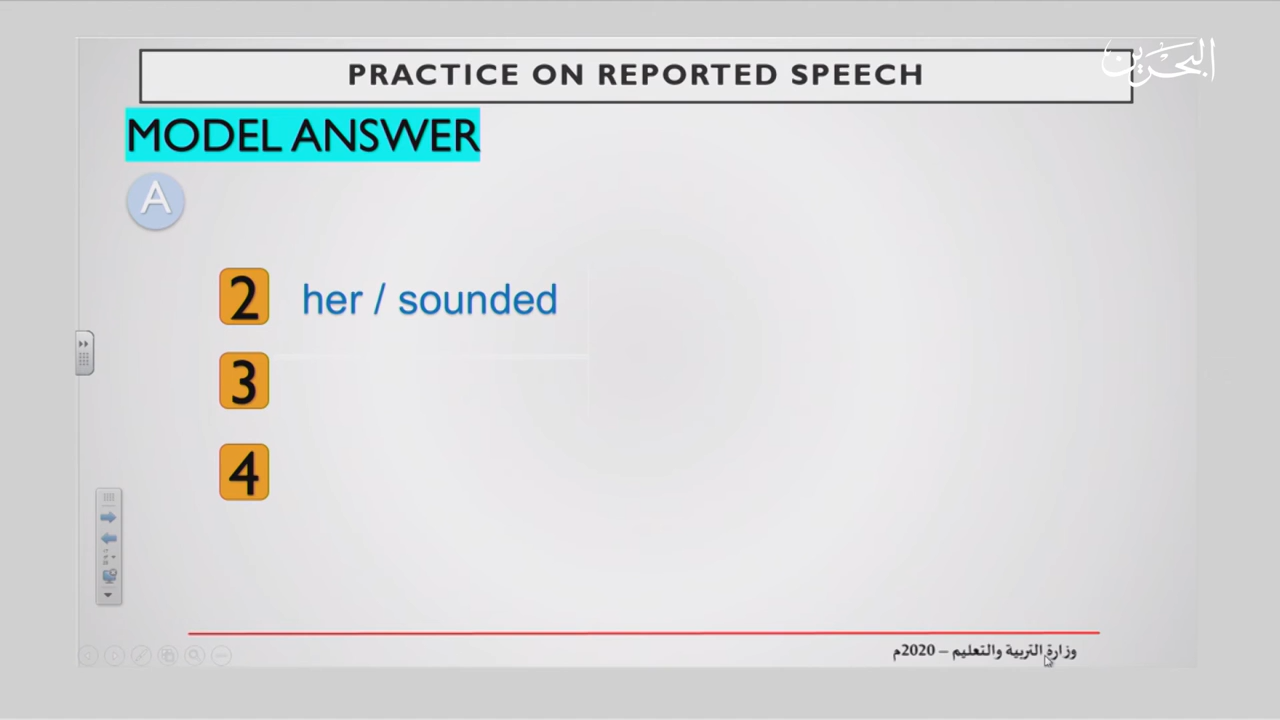 البحرين
PRACTICE ON REPORTED SPEECH
MODEL ANSWER
A
2 her / sounded
3
4
وزارة التربية والتعليم – 2020م